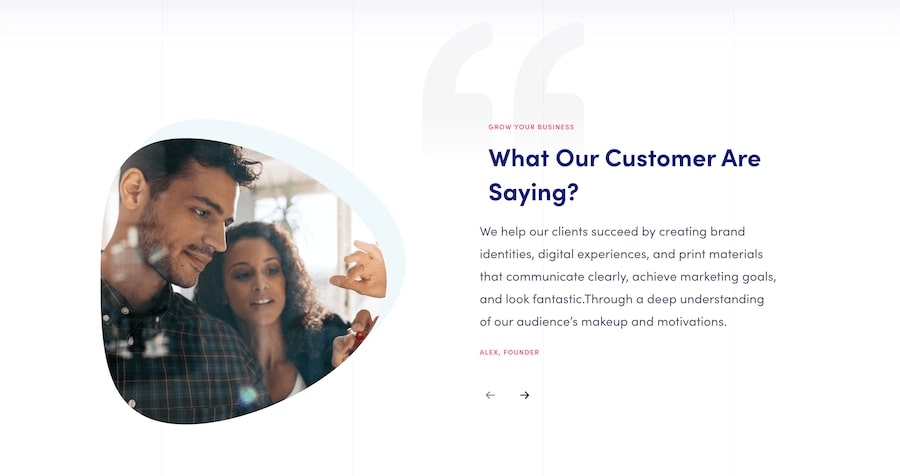 GROW YOUR BUSINESS
What Our Customer Are
Saying?
We help our clients succeed by creating brand
identities, digital experiences, and print materials
that communicate clearly, achieve marketing goals,
and look fantastic.Through a deep understanding
of our audience’s makeup and motivations.
ALEX, FOUNDER